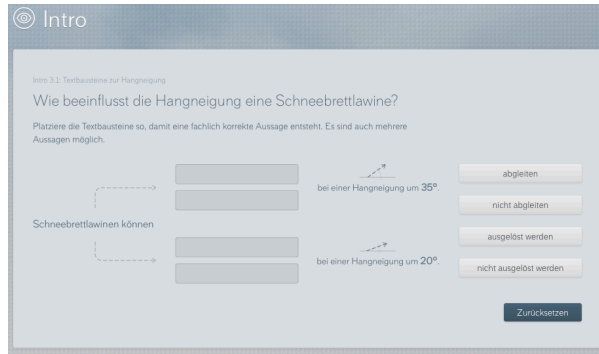 Intro
Intro 3.1: Textbausteine zur Hangneigung.
Wie beeinflusst die Hangneigung eine Schneebrettlawine?
Platziere die Textbausteine so, damit eine fachlich korrekte Aussage entsteht. Es sind auch mehrere
Aussagen möglich.
Schneebrettlawinen können
bei einer Hangneigung um 35°.
bei einer Hangneigung um 20°.
abgleiten
nicht abgleiten
ausgelöst werden
nicht ausgelöst werden
Zurücksetzen